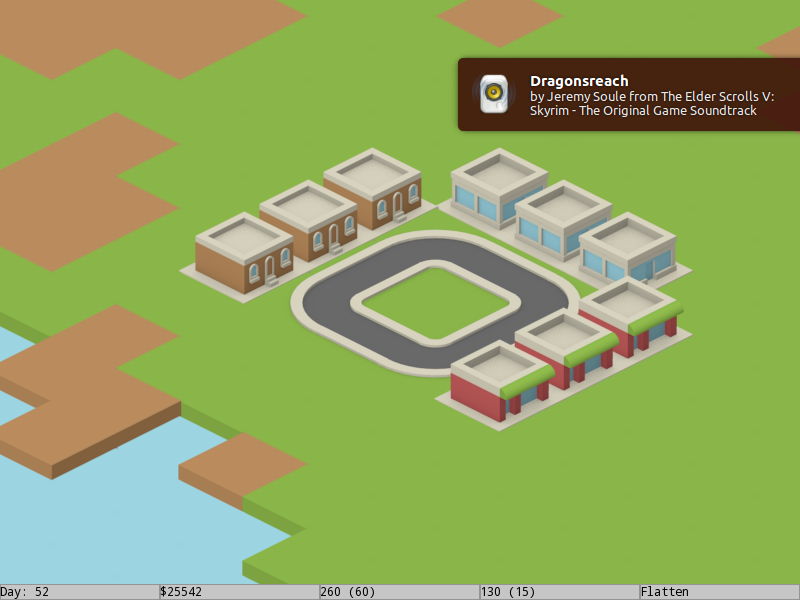 Dragonsreach
by Jeremy Soule from The Elder Scrolls V:
Skyrim - The Original Game Soundtrack
Day: 52
$25542
260 (60)
130 (15)
Flatten